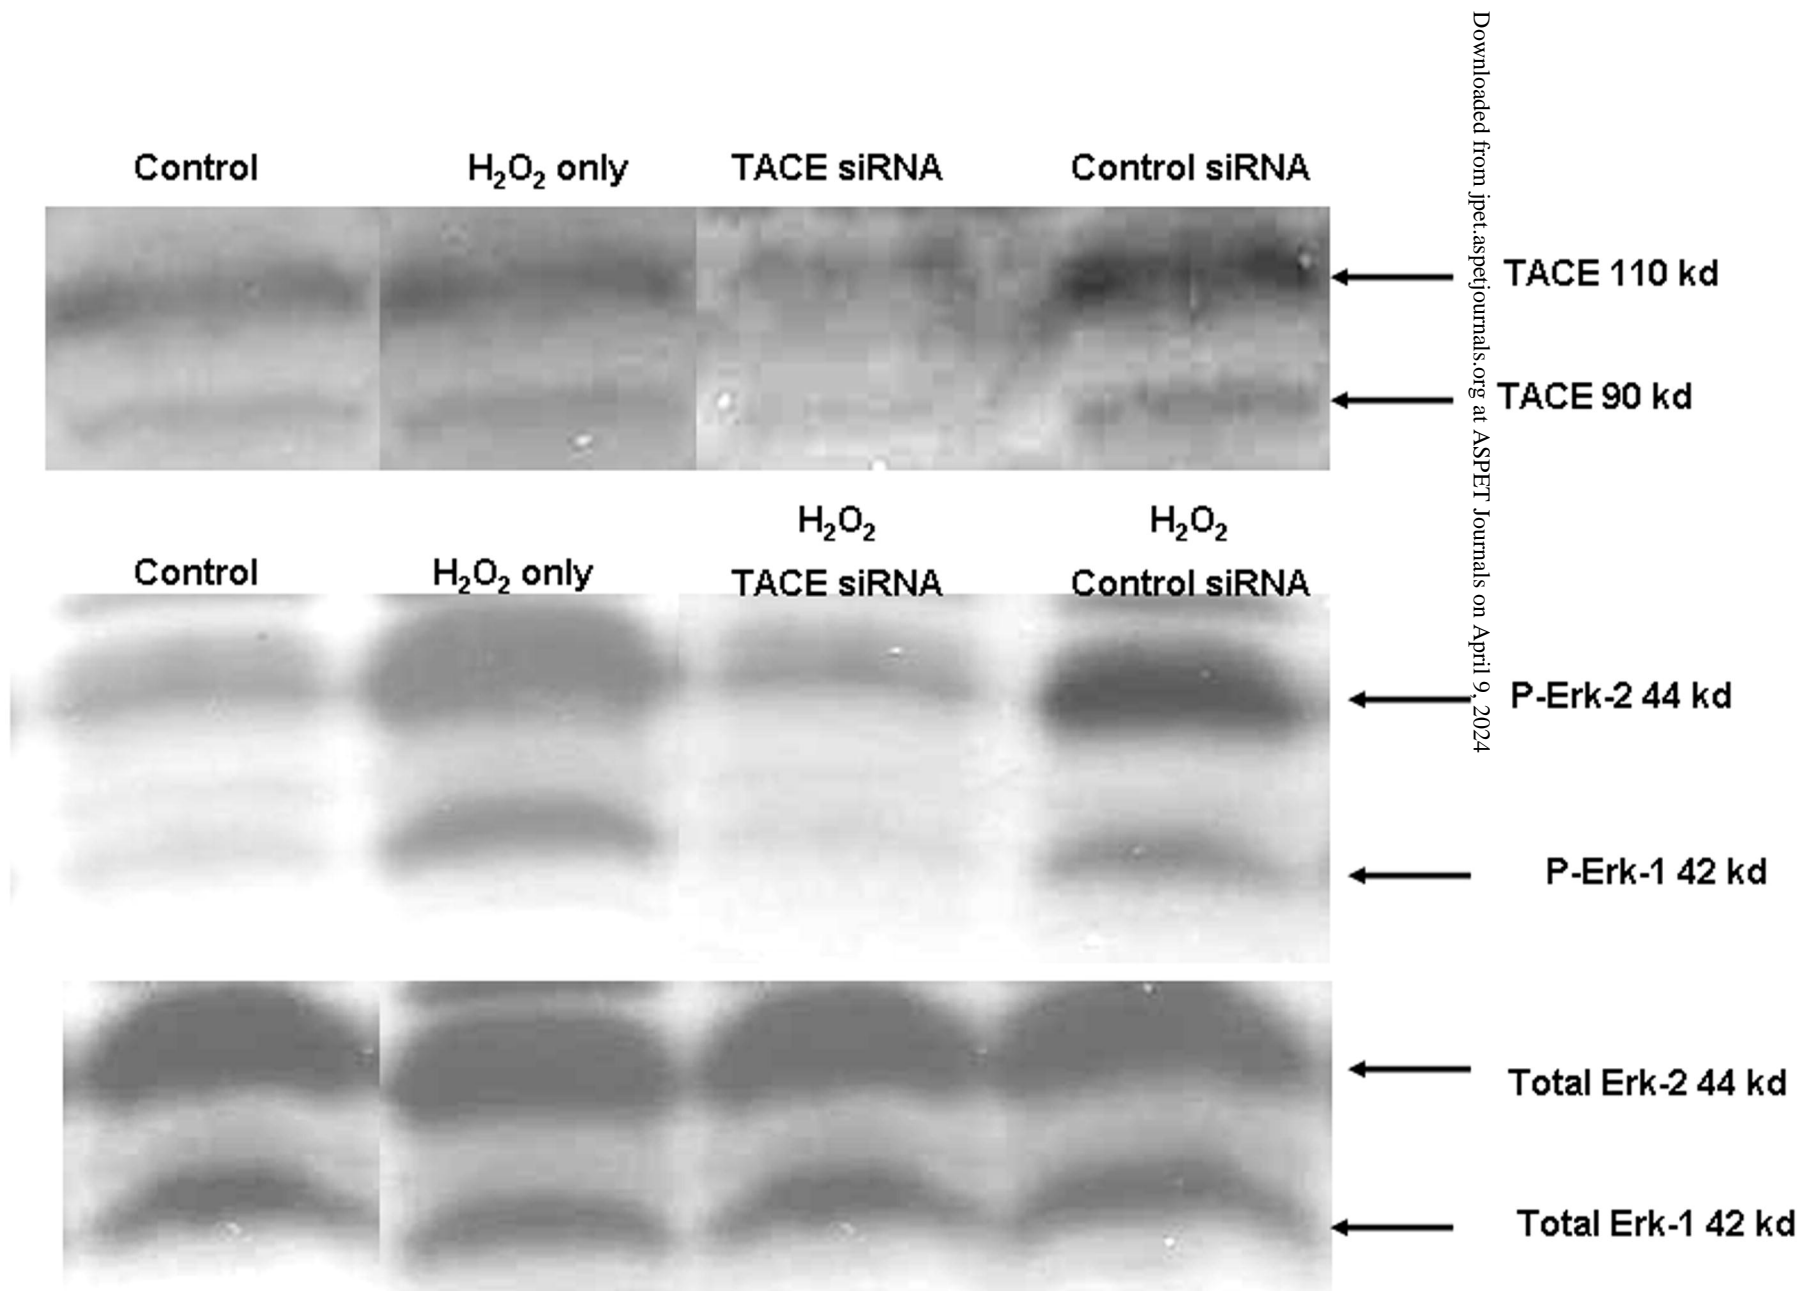 Control
H₂O₂ only
TACE siRNA
Control siRNA
TACE 110 kd
TACE 90 kd
Control
H₂O₂ only
H₂O₂
TACE siRNA
H₂O₂
Control siRNA
P-Erk-2 44 kd
P-Erk-1 42 kd
Total Erk-2 44 kd
Total Erk-1 42 kd
Downloaded from jpet.aspetjournals.org at ASPET Journals on April 9, 2024